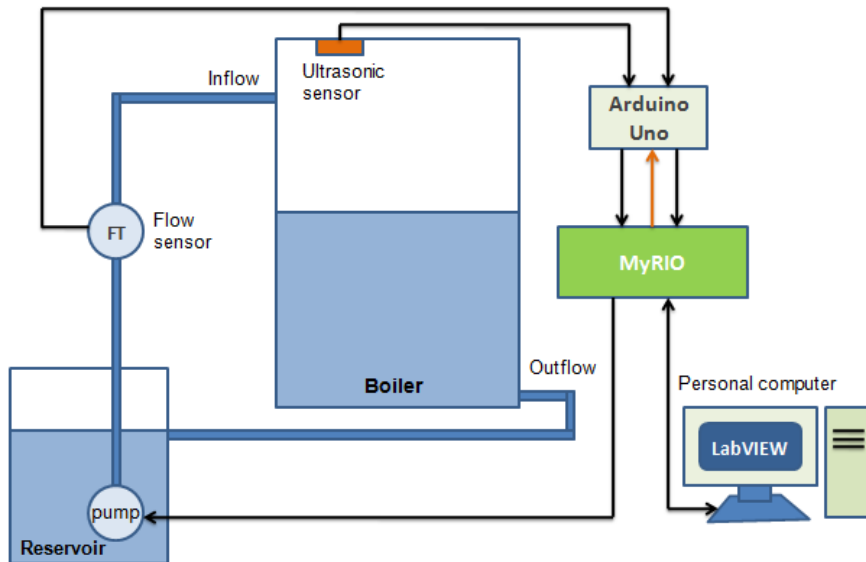 Inflow
Ultrasonic
sensor
Arduino
Uno
Flow
sensor
FT
MyRIO
Boiler
Outflow
Personal computer
LabVIEW
pump
Reservoir